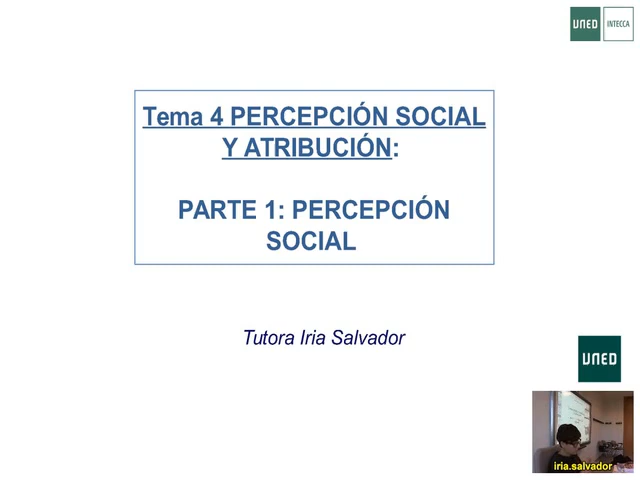 UNED
INTECCA
Tema 4 PERCEPCIÓN SOCIAL
Y ATRIBUCIÓN:
PARTE 1: PERCEPCIÓN
SOCIAL
Tutora Iria Salvador
UNED
iria.salvador